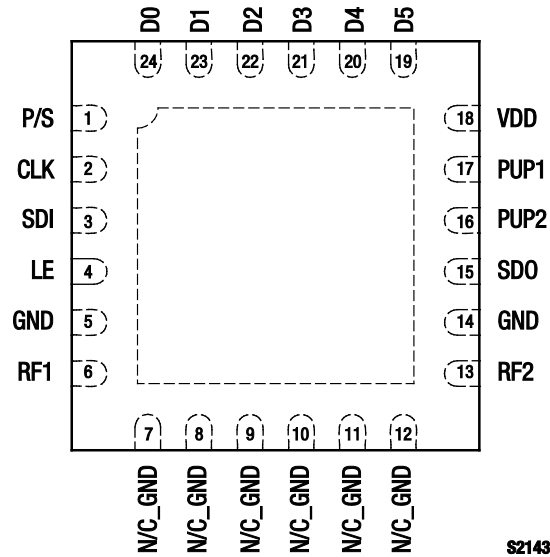 D0 D1 D2 D3 D4 D5
24 23 22 21 20 19
P/S 1 18 VDD
CLK 2 17 PUP1
SDI 3 16 PUP2
LE 4 15 SDO
GND 5 14 GND
RF1 6 13 RF2
7 8 9 10 11 12
N/C_GND N/C_GND N/C_GND N/C_GND N/C_GND N/C_GND
S2143